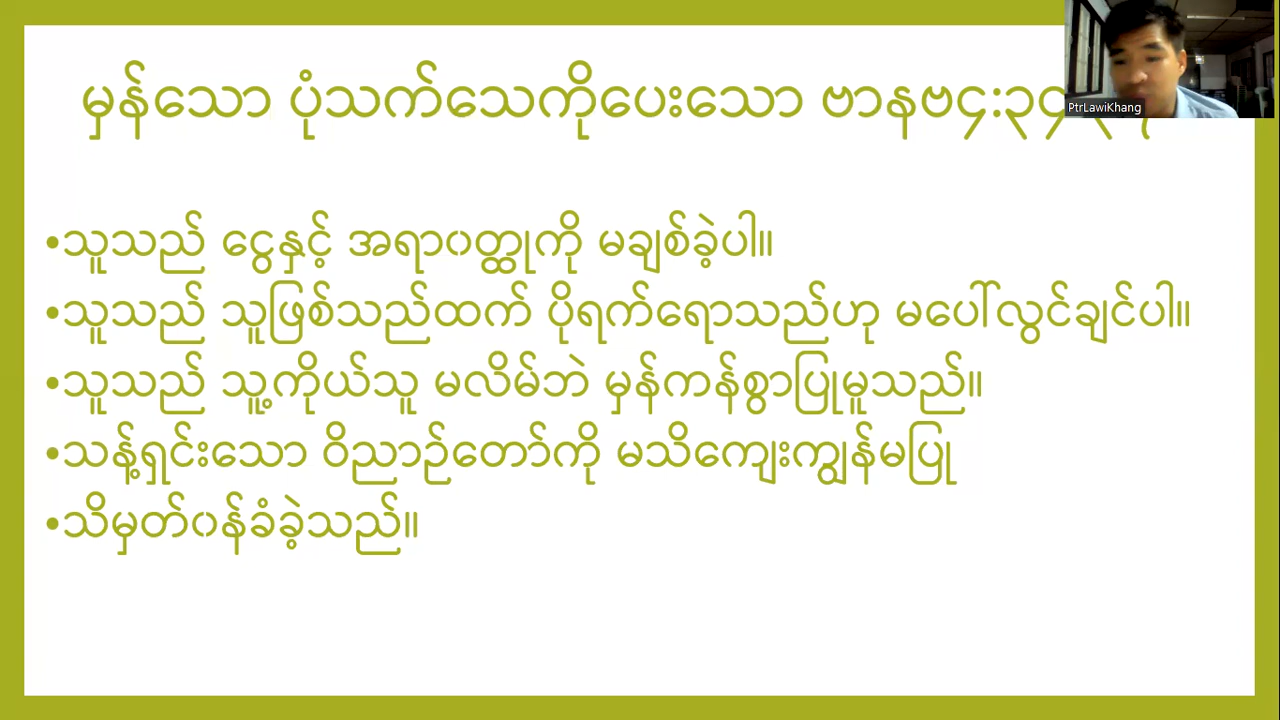 မှန်သော ပုံသက်သေကိုပေးသော ဗာနဗ၄:၃၄
PtrLawiKhang
•သူသည် ငွေနှင့် အရာ၀တ္ထုကို မချစ်ခဲ့ပါ။
•သူသည် သူဖြစ်သည်ထက် ပိုရက်ရောသည်ဟု မပေါ်လွင်ချင်ပါ။
•သူသည် သူ့ကိုယ်သူ မလိမ်ဘဲ မှန်ကန်စွာပြုမူသည်။
•သန့်ရှင်းသော ဝိညာဉ်တော်ကို မသိကျေးကျွန်မပြု
•သိမှတ်၀န်ခံခဲ့သည်။